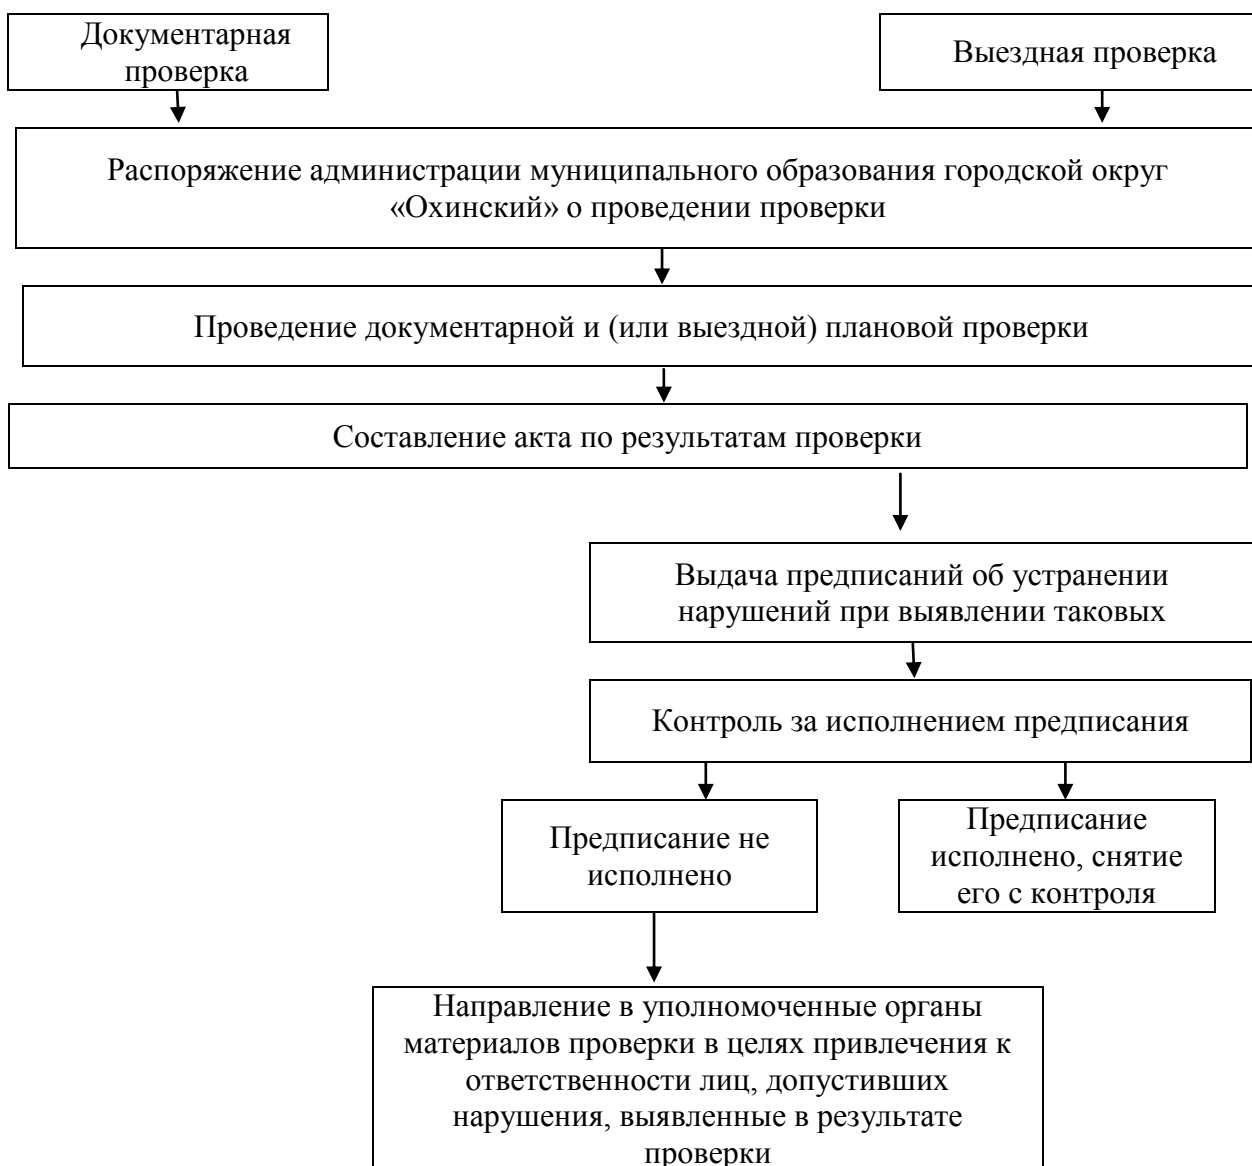 Документарная
проверка
Выездная проверка
Распоряжение администрации муниципального образования городской округ
«Охинский» о проведении проверки
Проведение документарной и (или выездной) плановой проверки
Составление акта по результатам проверки
Выдача предписаний об устранении
нарушений при выявлении таковых
Контроль за исполнением предписания
Предписание не
исполнено
Предписание
исполнено, снятие
его с контроля
Направление в уполномоченные органы
материалов проверки в целях привлечения к
ответственности лиц, допустивших
нарушения, выявленные в результате
проверки